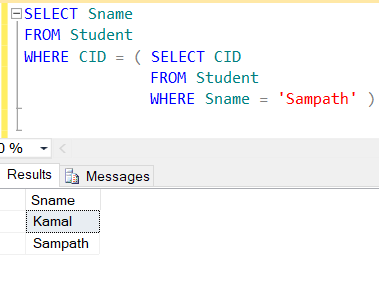 SELECT Sname
FROM Student
WHERE CID = ( SELECT CID
FROM Student
WHERE Sname = 'Sampath' )
0 %
Results Messages
Sname
Kamal
Sampath